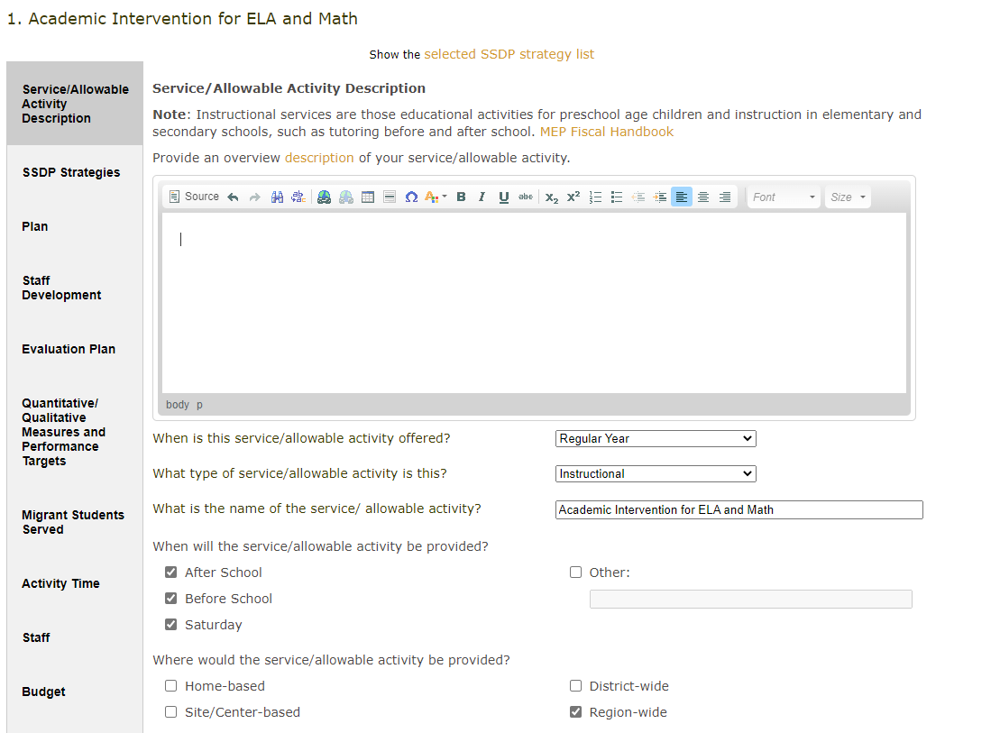 1. Academic Intervention for ELA and Math
Show the selected SSDP strategy list
Service/Allowable
Activity
Description
SSDP Strategies
Plan
Staff
Development
Evaluation Plan
Quantitative/
Qualitative
Measures and
Performance
Targets
Migrant Students
Served
Activity Time
Staff
Budget
Service/Allowable Activity Description
Note: Instructional services are those educational activities for preschool age children and instruction in elementary and
secondary schools, such as tutoring before and after school. MEP Fiscal Handbook
Provide an overview description of your service/allowable activity.
Source B I U abc X2 X2 Font Size
body p
When is this service/allowable activity offered? Regular Year
What type of service/allowable activity is this? Instructional
What is the name of the service/ allowable activity? Academic Intervention for ELA and Math
When will the service/allowable activity be provided?
After School Other:
Before School
Saturday
Where would the service/allowable activity be provided?
Home-based District-wide
Site/Center-based Region-wide